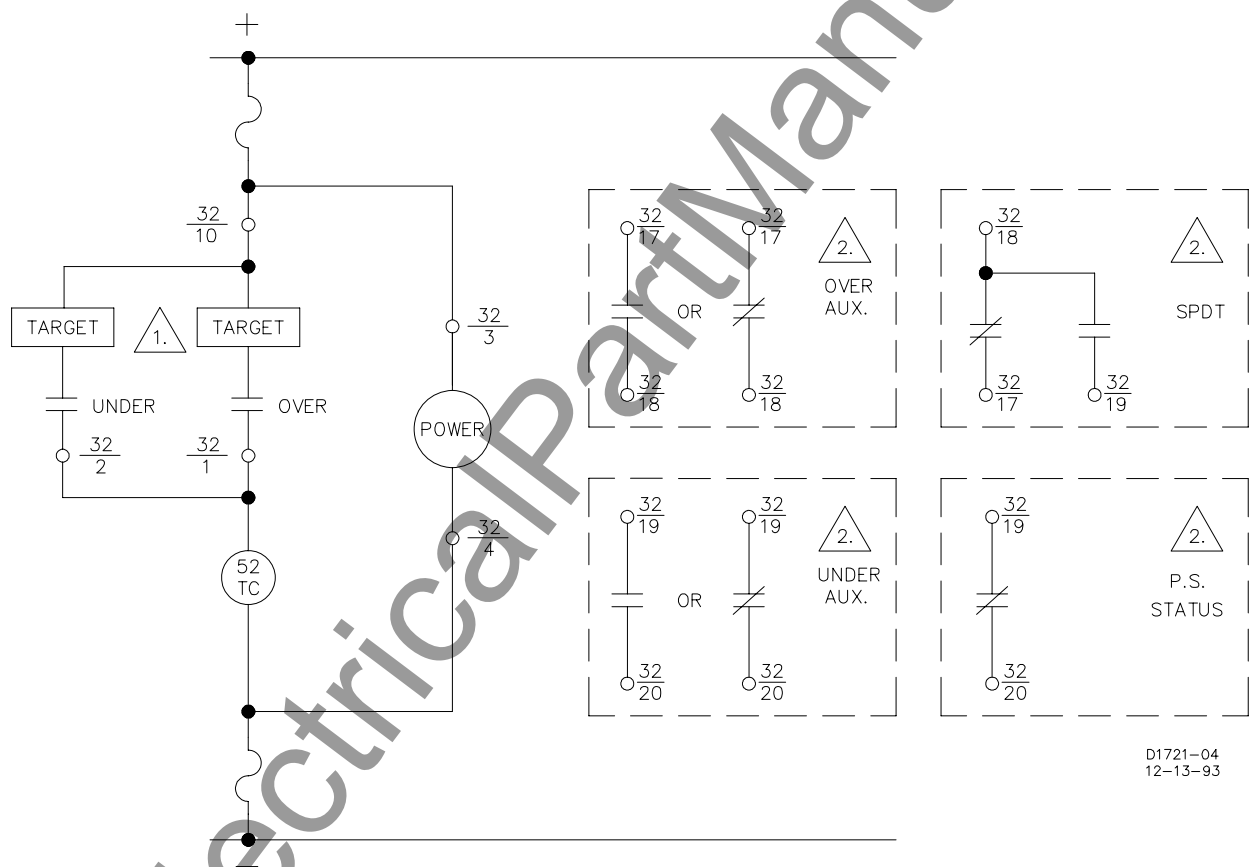 +
32
10
TARGET
1.
TARGET
UNDER
OVER
32
2
32
1
52
TC
32
3
POWER
32
4
32
17
OR
32
17
2.
OVER
AUX.
32
18
32
18
32
18
2.
SPDT
32
17
32
19
32
19
OR
32
19
2.
UNDER
AUX.
32
20
32
20
32
19
2.
P.S.
STATUS
32
20
D1721-04
12-13-93